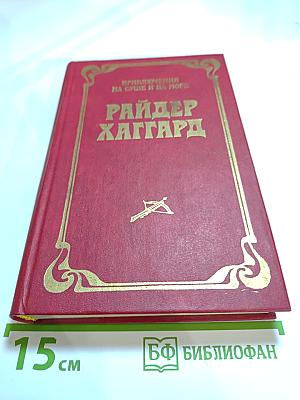 ПРИКЛЮЧЕНИЯ
НА СУШЕ И НА МОРЕ
РАЙДЕР
ХАГГАРД
15 СМ
БФ БИБЛИОФАН